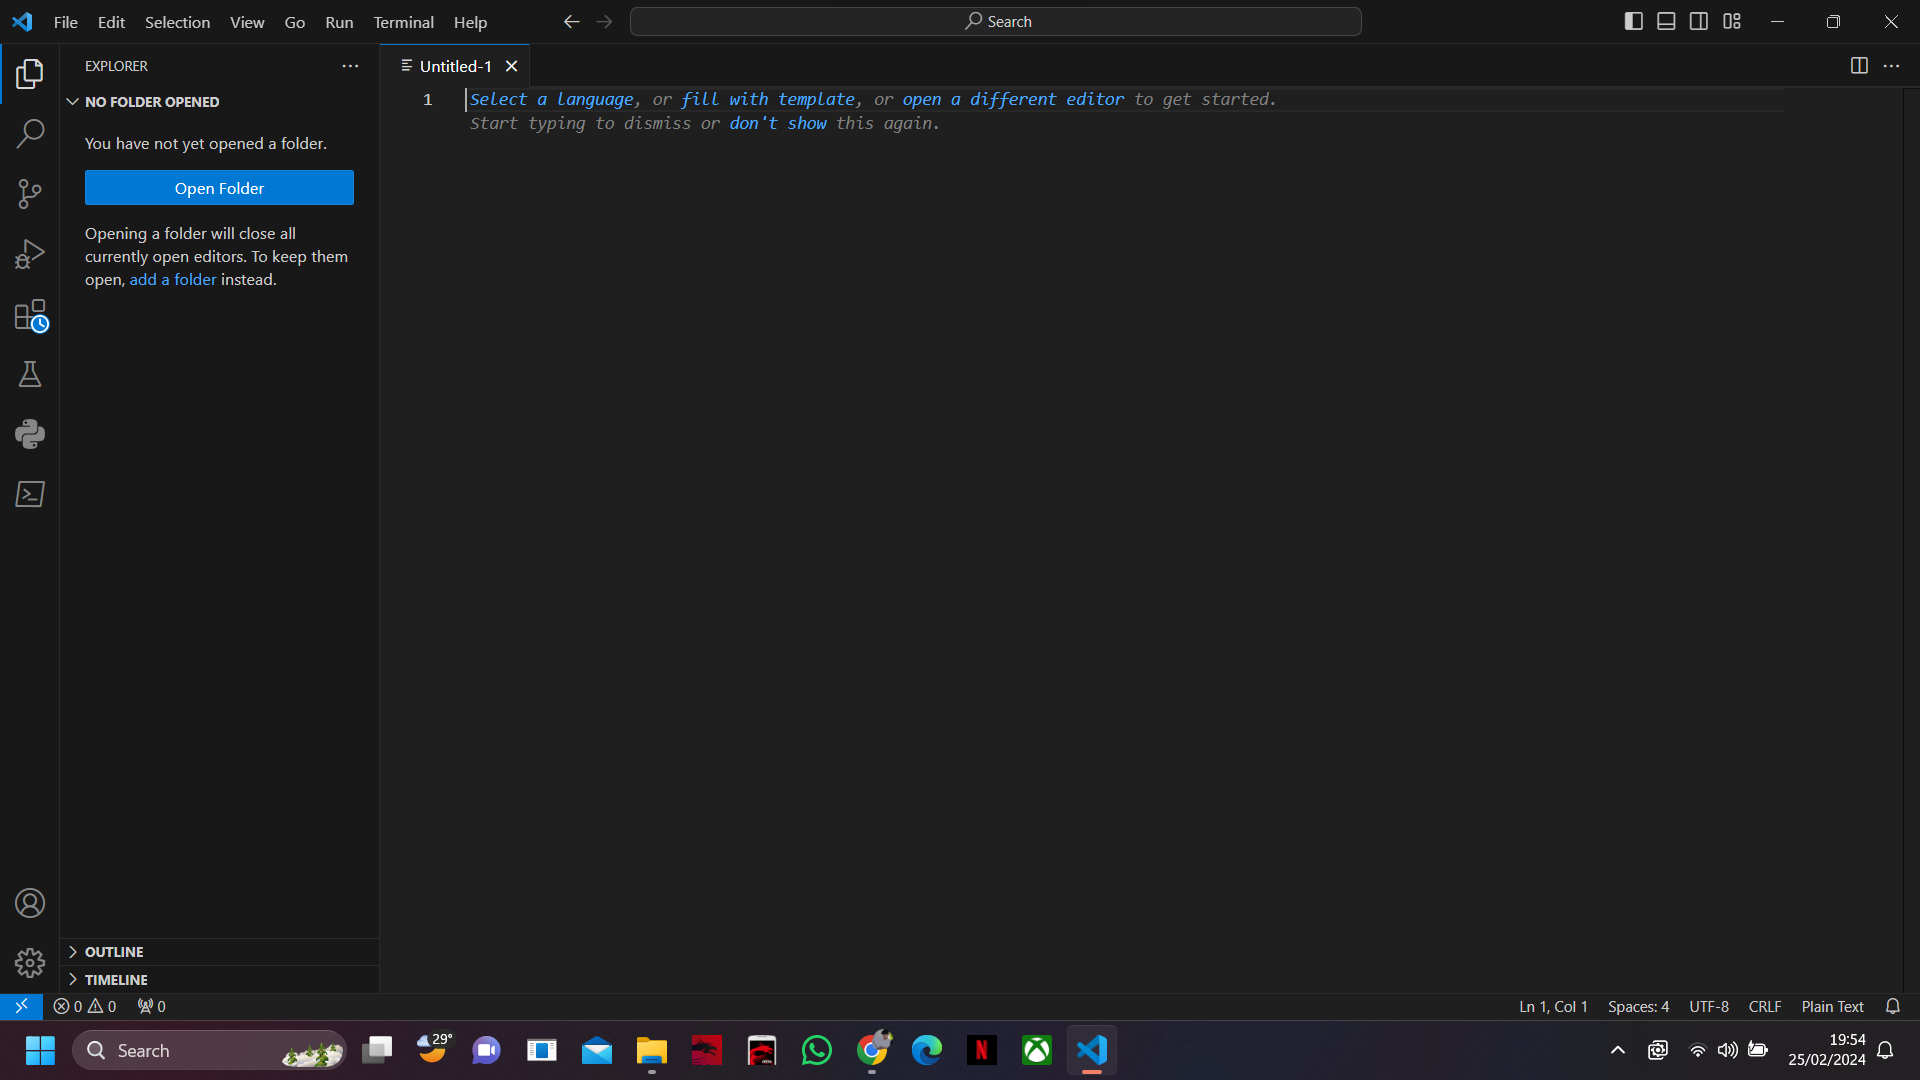 File Edit Selection View Go Run Terminal Help
Search
EXPLORER
NO FOLDER OPENED
You have not yet opened a folder.
Open Folder
Opening a folder will close all
currently open editors. To keep them
open, add a folder instead.
Untitled-1
1
Select a language, or fill with template, or open a different editor to get started.
Start typing to dismiss or don't show this again.
OUTLINE
TIMELINE
0 0 0
Ln 1, Col 1 Spaces: 4 UTF-8 CRLF Plain Text
Search
29°
N
19:54
25/02/2024